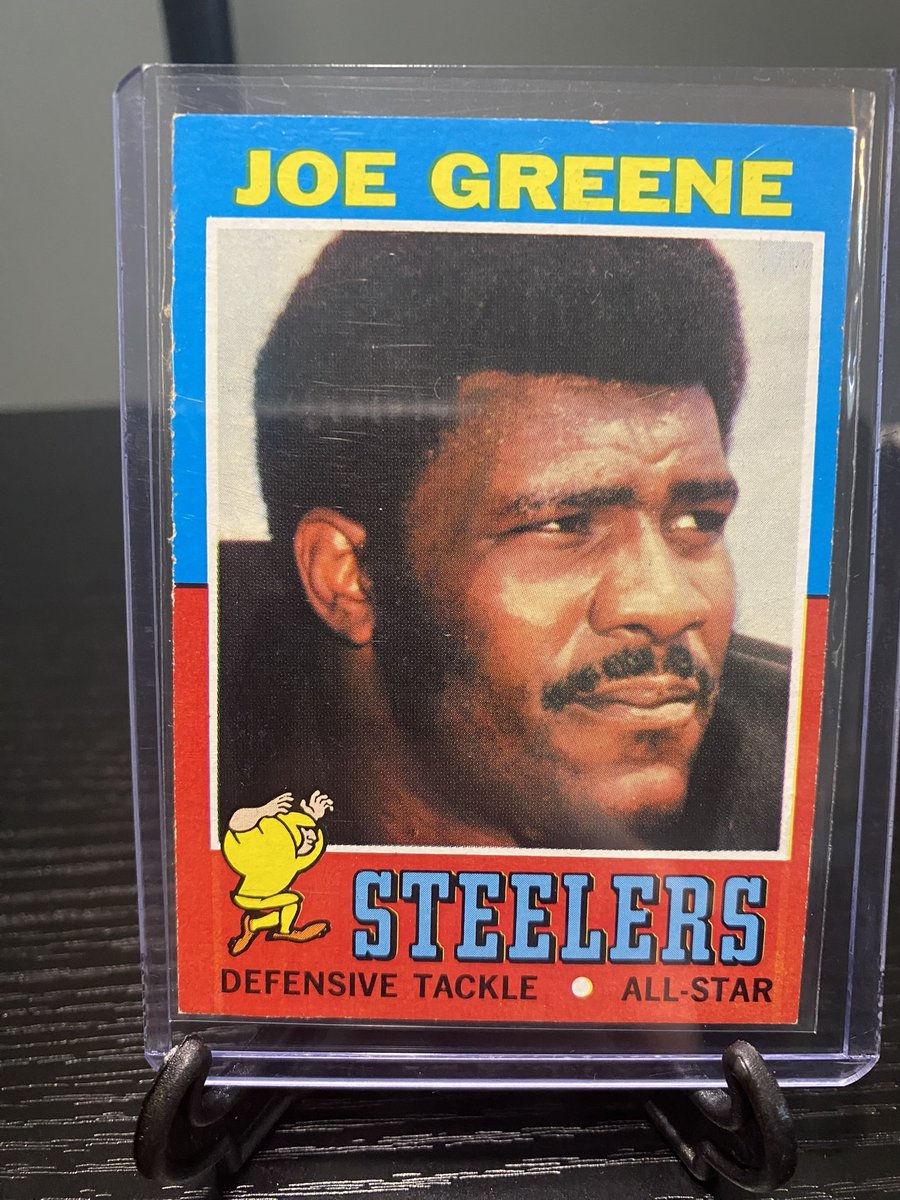 JOE GREENE
STEELERS
DEFENSIVE TACKLE • ALL-STAR